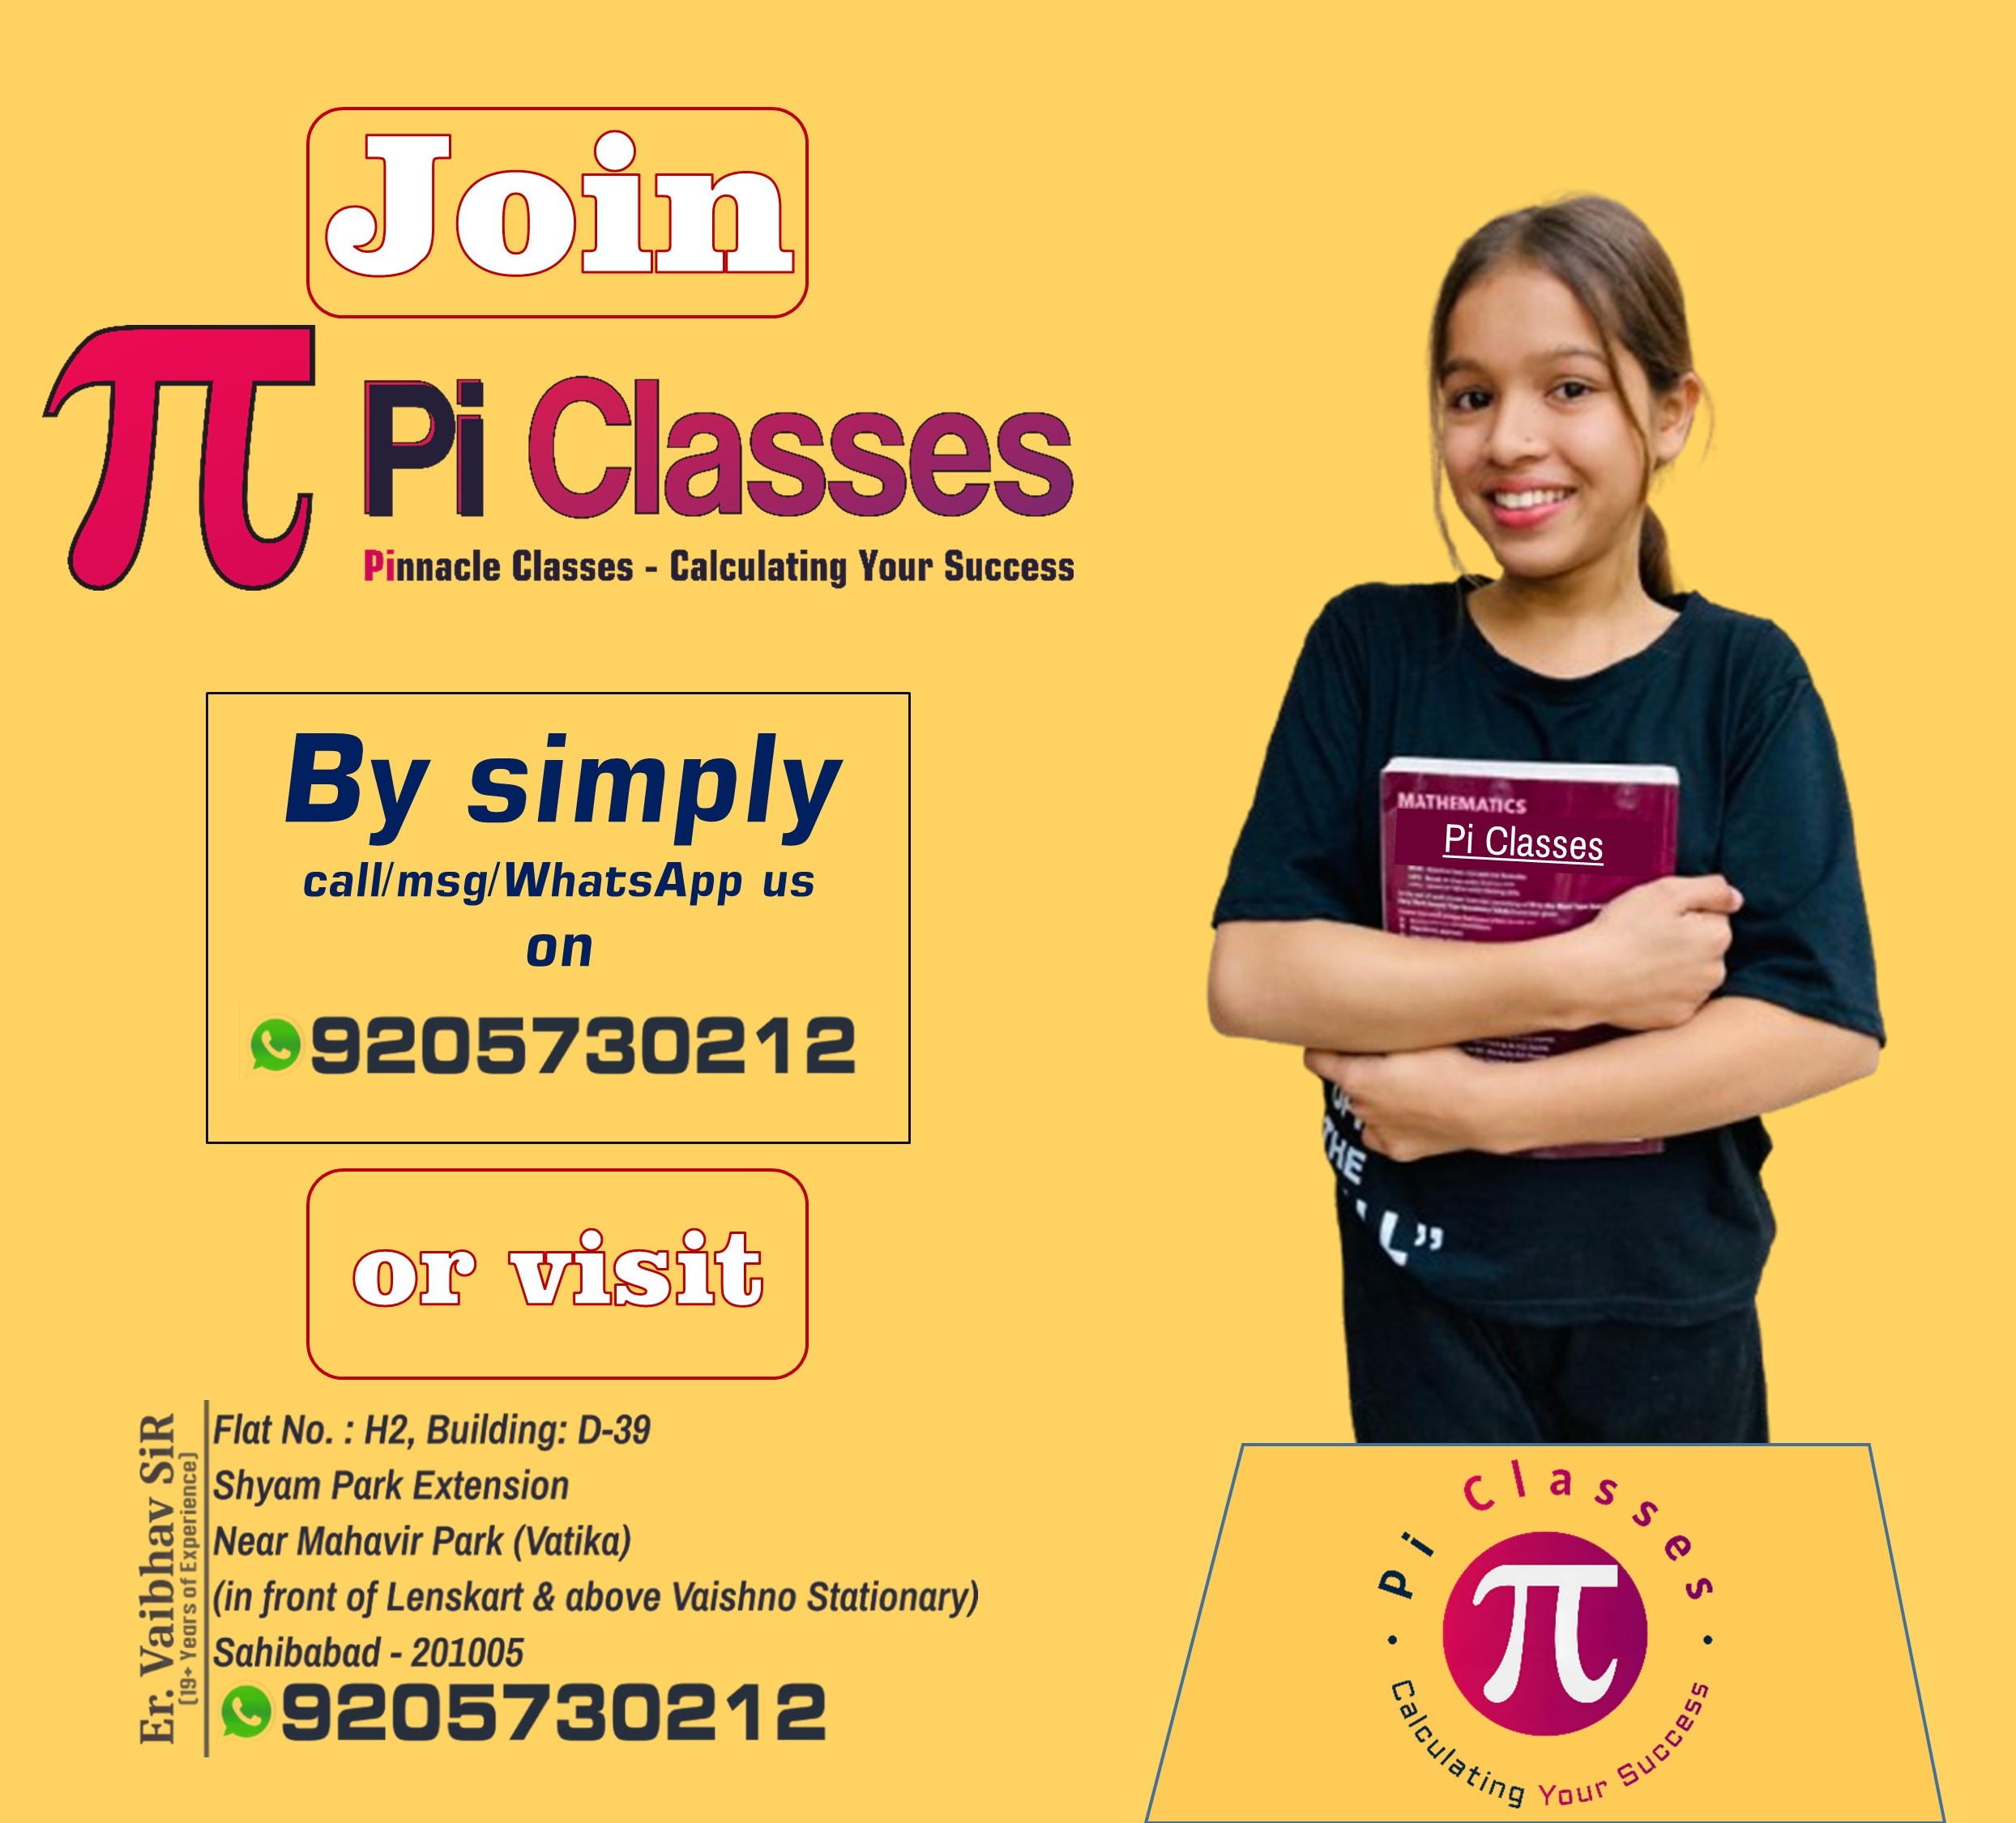 Join
π Pi Classes
Pinnacle Classes - Calculating Your Success
By simply
call/msg/WhatsApp us
on
9205730212
or visit
Er. Vaibhav SiR
(19+ Years of Experience)
Flat No. : H2, Building: D-39
Shyam Park Extension
Near Mahavir Park (Vatika)
(in front of Lenskart & above Vaishno Stationary)
Sahibabad - 201005
9205730212
MATHEMATICS
Pi Classes
THE
L”
Pi Classes
π
Calculating Your Success